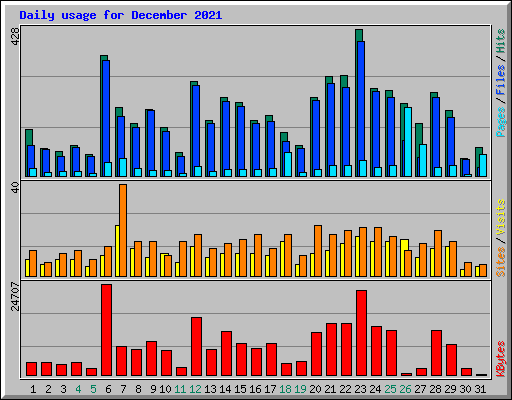 Daily usage for December 2021
428
Pages / Files / Hits
40
Sites / Visits
24707
KBytes
1 2 3 4 5 6 7 8 9 10 11 12 13 14 15 16 17 18 19 20 21 22 23 24 25 26 27 28 29 30 31